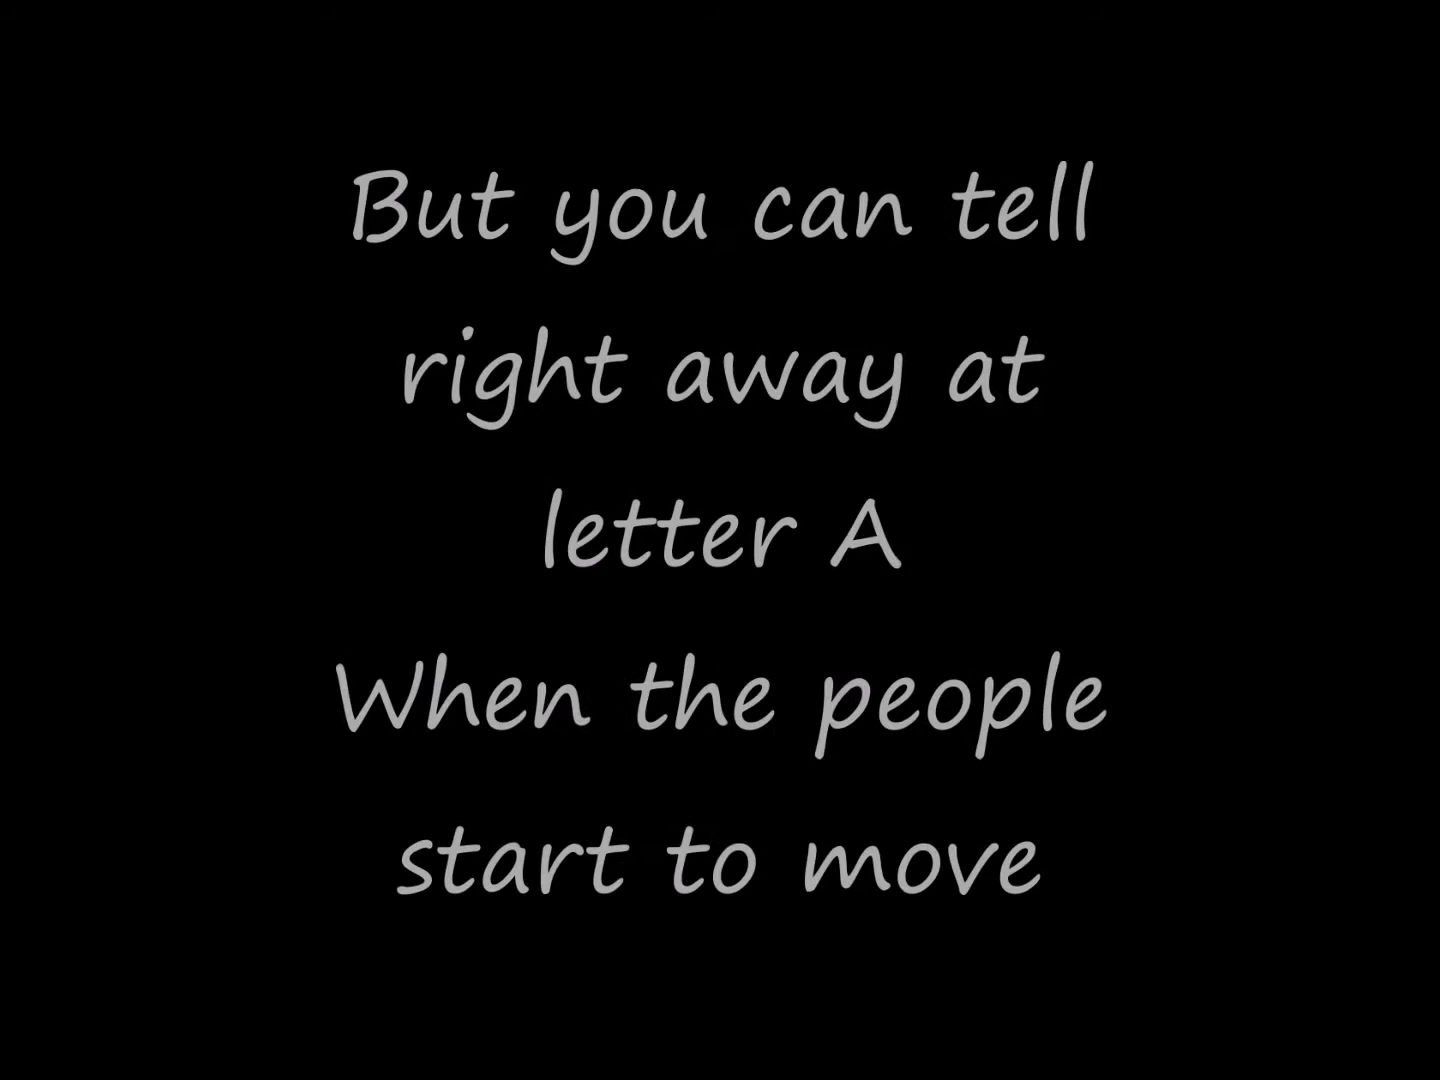 But you can tell
right away at
letter A
When the people
start to move